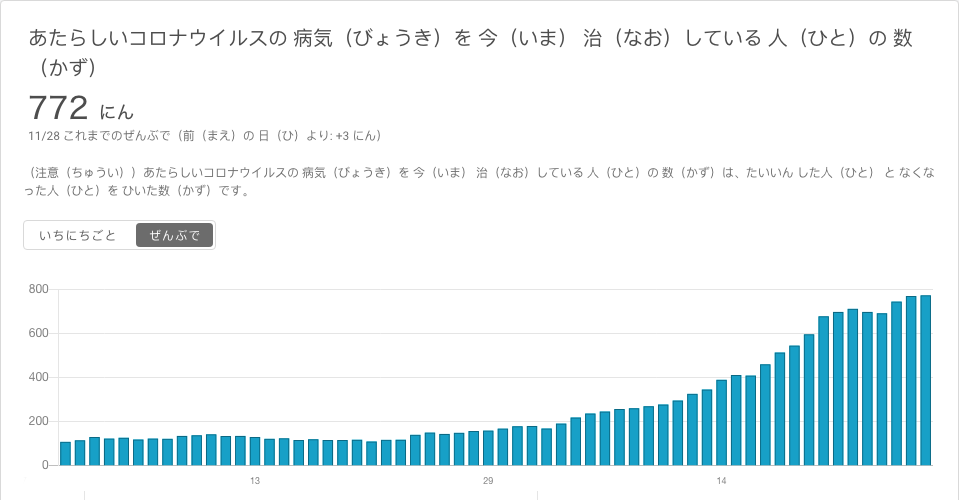 あたらしいコロナウイルスの 病気（びょうき）を 今（いま） 治（なお）している 人（ひと）の 数
（かず）
772 にん
11/28 これまでのぜんぶで（前（まえ）の 日（ひ）より: +3 にん）
（注意（ちゅうい））あたらしいコロナウイルスの 病気（びょうき）を 今（いま） 治（なお）している 人（ひと）の 数（かず）は、たいいん した人（ひと） と なくな
った人（ひと）を ひいた数（かず）です。
いちにちごと ぜんぶで
800
600
400
200
0
13 29 14